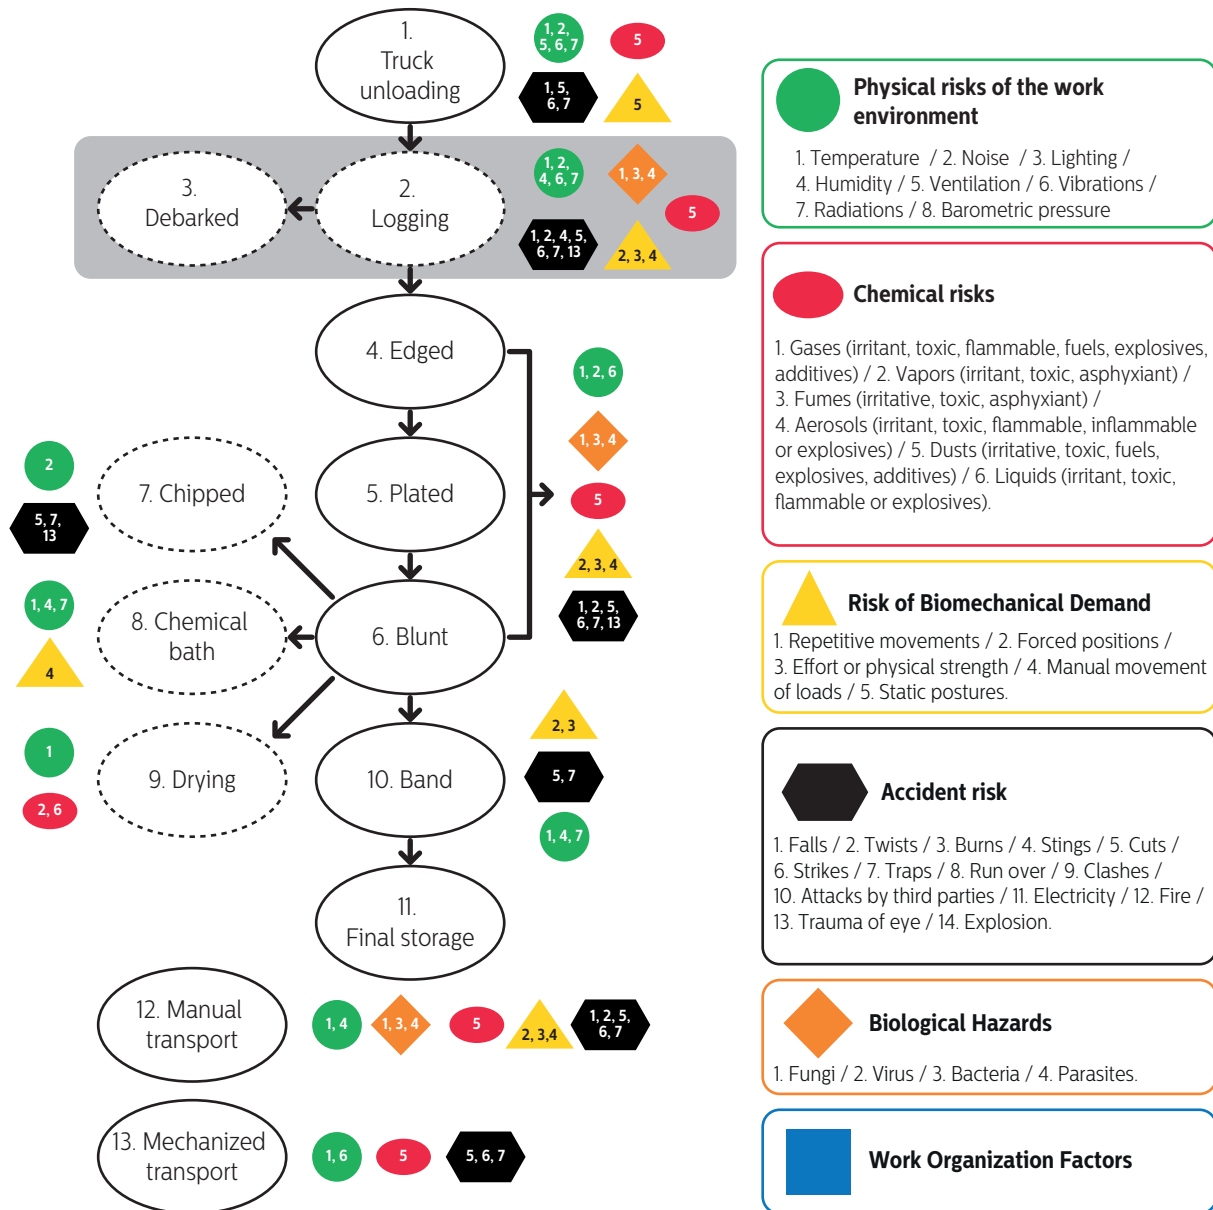 1.
Truck
unloading
1, 2,
5, 6, 7
5
1, 5,
6, 7
5
3.
Debarked
2.
Logging
1, 2,
4, 6, 7
1, 3, 4
5
1, 2, 4, 5,
6, 7, 13
2, 3, 4
4. Edged
1, 2, 6
1, 3, 4
5
2, 3, 4
1, 2, 5,
6, 7, 13
2
5, 7,
13
7. Chipped
5. Plated
1, 4, 7
4
8. Chemical
bath
6. Blunt
1
2, 6
9. Drying
10. Band
2, 3
5, 7
1, 4, 7
11.
Final storage
12. Manual
transport
1, 4
1, 3, 4
5
2, 3,4
1, 2, 5,
6, 7
13. Mechanized
transport
1, 6
5
5, 6, 7
Physical risks of the work
environment
1. Temperature / 2. Noise / 3. Lighting /
4. Humidity / 5. Ventilation / 6. Vibrations /
7. Radiations / 8. Barometric pressure
Chemical risks
1. Gases (irritant, toxic, flammable, fuels, explosives,
additives) / 2. Vapors (irritant, toxic, asphyxiant) /
3. Fumes (irritative, toxic, asphyxiant) /
4. Aerosols (irritant, toxic, flammable, inflammable
or explosives) / 5. Dusts (irritative, toxic, fuels,
explosives, additives) / 6. Liquids (irritant, toxic,
flammable or explosives).
Risk of Biomechanical Demand
1. Repetitive movements / 2. Forced positions /
3. Effort or physical strength / 4. Manual movement
of loads / 5. Static postures.
Accident risk
1. Falls / 2. Twists / 3. Burns / 4. Stings / 5. Cuts /
6. Strikes / 7. Traps / 8. Run over / 9. Clashes /
10. Attacks by third parties / 11. Electricity / 12. Fire /
13. Trauma of eye / 14. Explosion.
Biological Hazards
1. Fungi / 2. Virus / 3. Bacteria / 4. Parasites.
Work Organization Factors